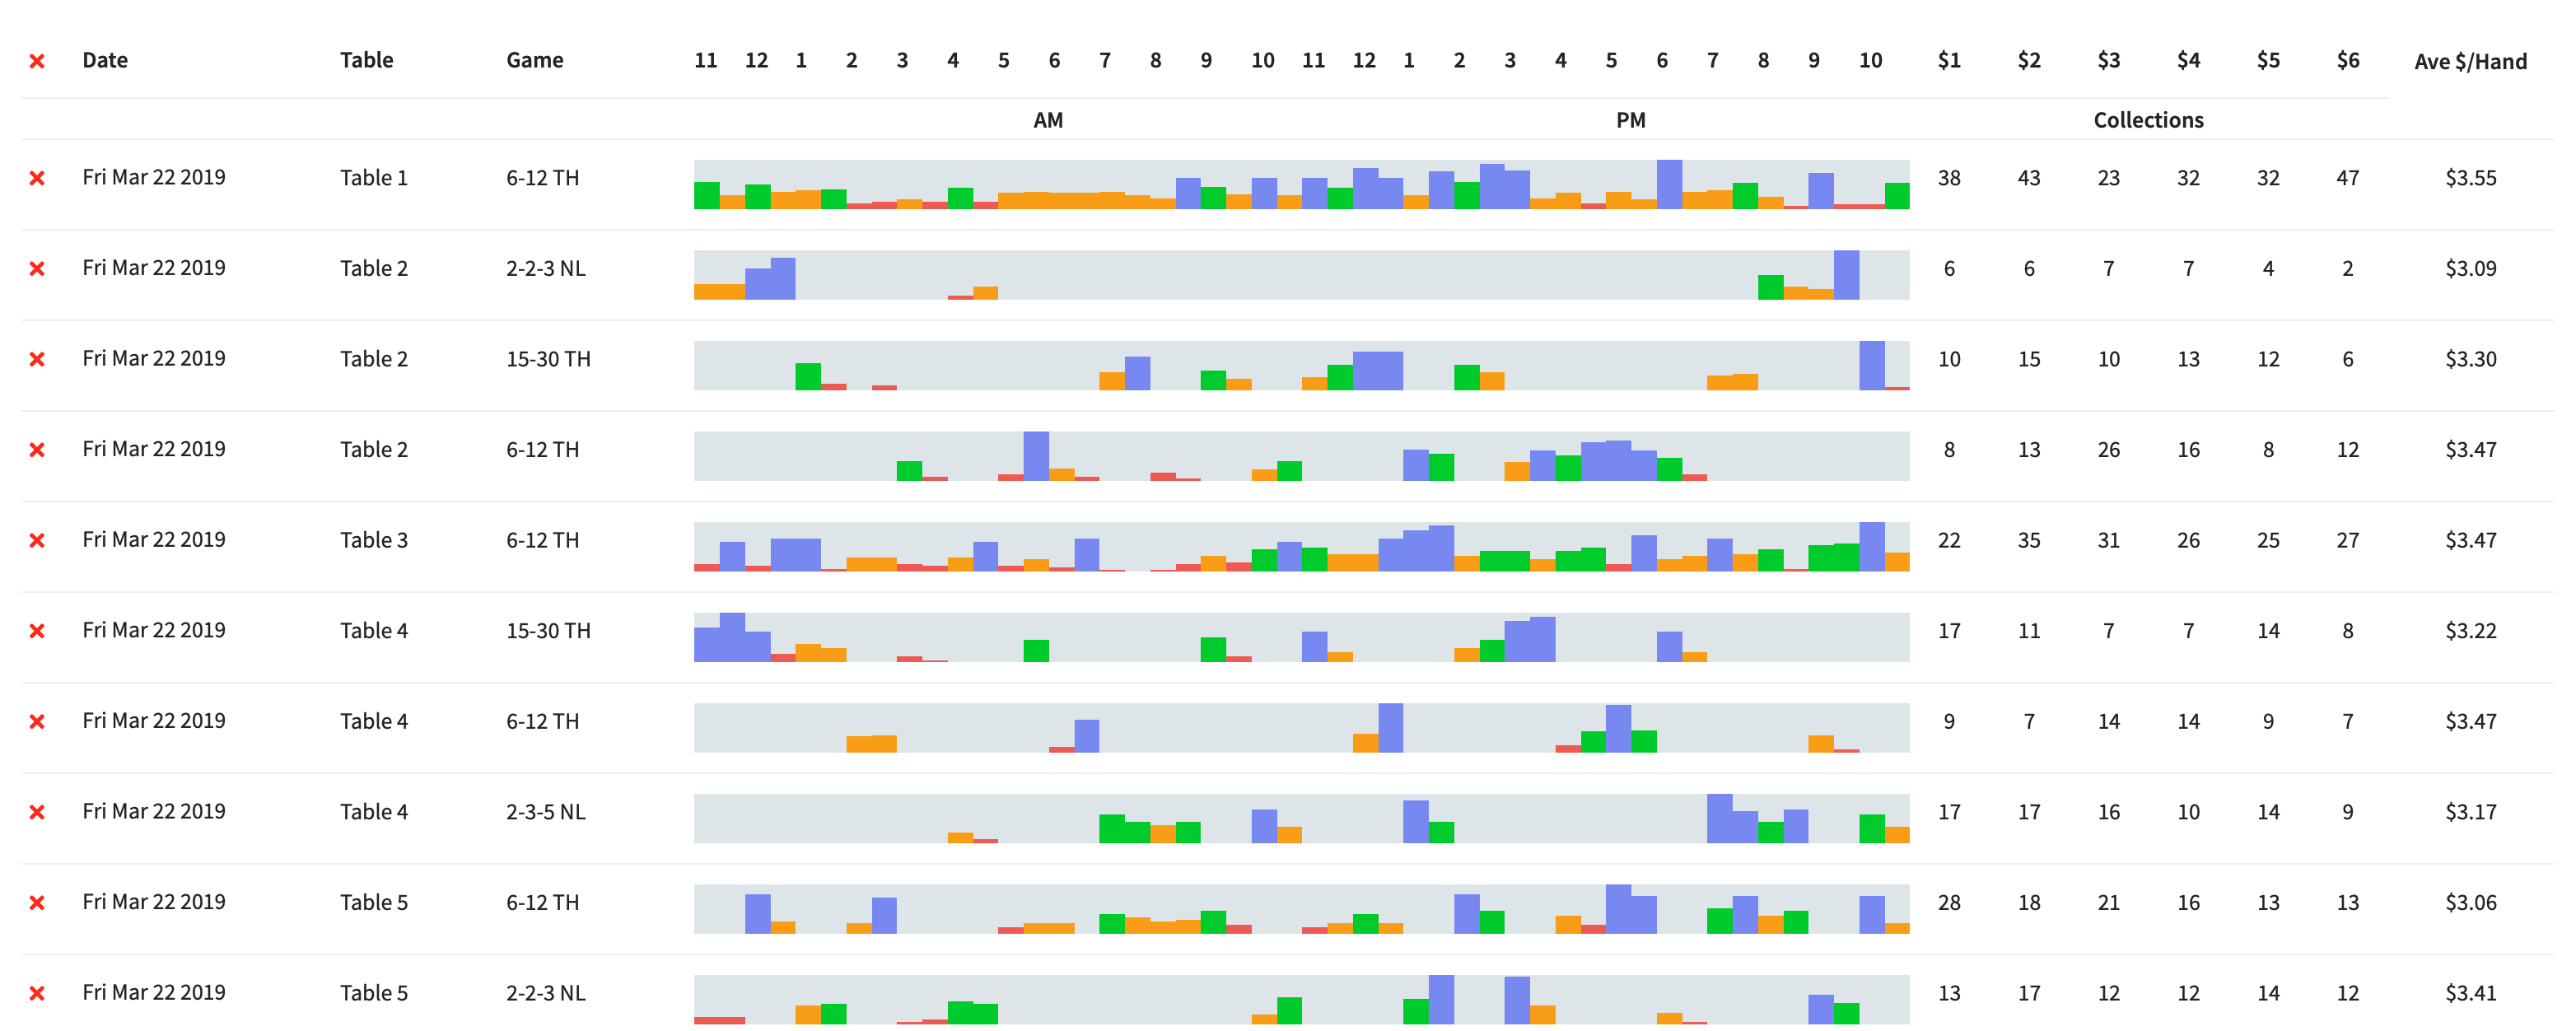 Date Table Game 11 12 1 2 3 4 5 6 7 8 9 10 11 12 1 2 3 4 5 6 7 8 9 10 $1 $2 $3 $4 $5 $6 Ave $/Hand
AM PM Collections
Fri Mar 22 2019 Table 1 6-12 TH 38 43 23 32 32 47 $3.55
Fri Mar 22 2019 Table 2 2-2-3 NL 6 6 7 7 4 2 $3.09
Fri Mar 22 2019 Table 2 15-30 TH 10 15 10 13 12 6 $3.30
Fri Mar 22 2019 Table 2 6-12 TH 8 13 26 16 8 12 $3.47
Fri Mar 22 2019 Table 3 6-12 TH 22 35 31 26 25 27 $3.47
Fri Mar 22 2019 Table 4 15-30 TH 17 11 7 7 14 8 $3.22
Fri Mar 22 2019 Table 4 6-12 TH 9 7 14 14 9 7 $3.47
Fri Mar 22 2019 Table 4 2-3-5 NL 17 17 16 10 14 9 $3.17
Fri Mar 22 2019 Table 5 6-12 TH 28 18 21 16 13 13 $3.06
Fri Mar 22 2019 Table 5 2-2-3 NL 13 17 12 12 14 12 $3.41